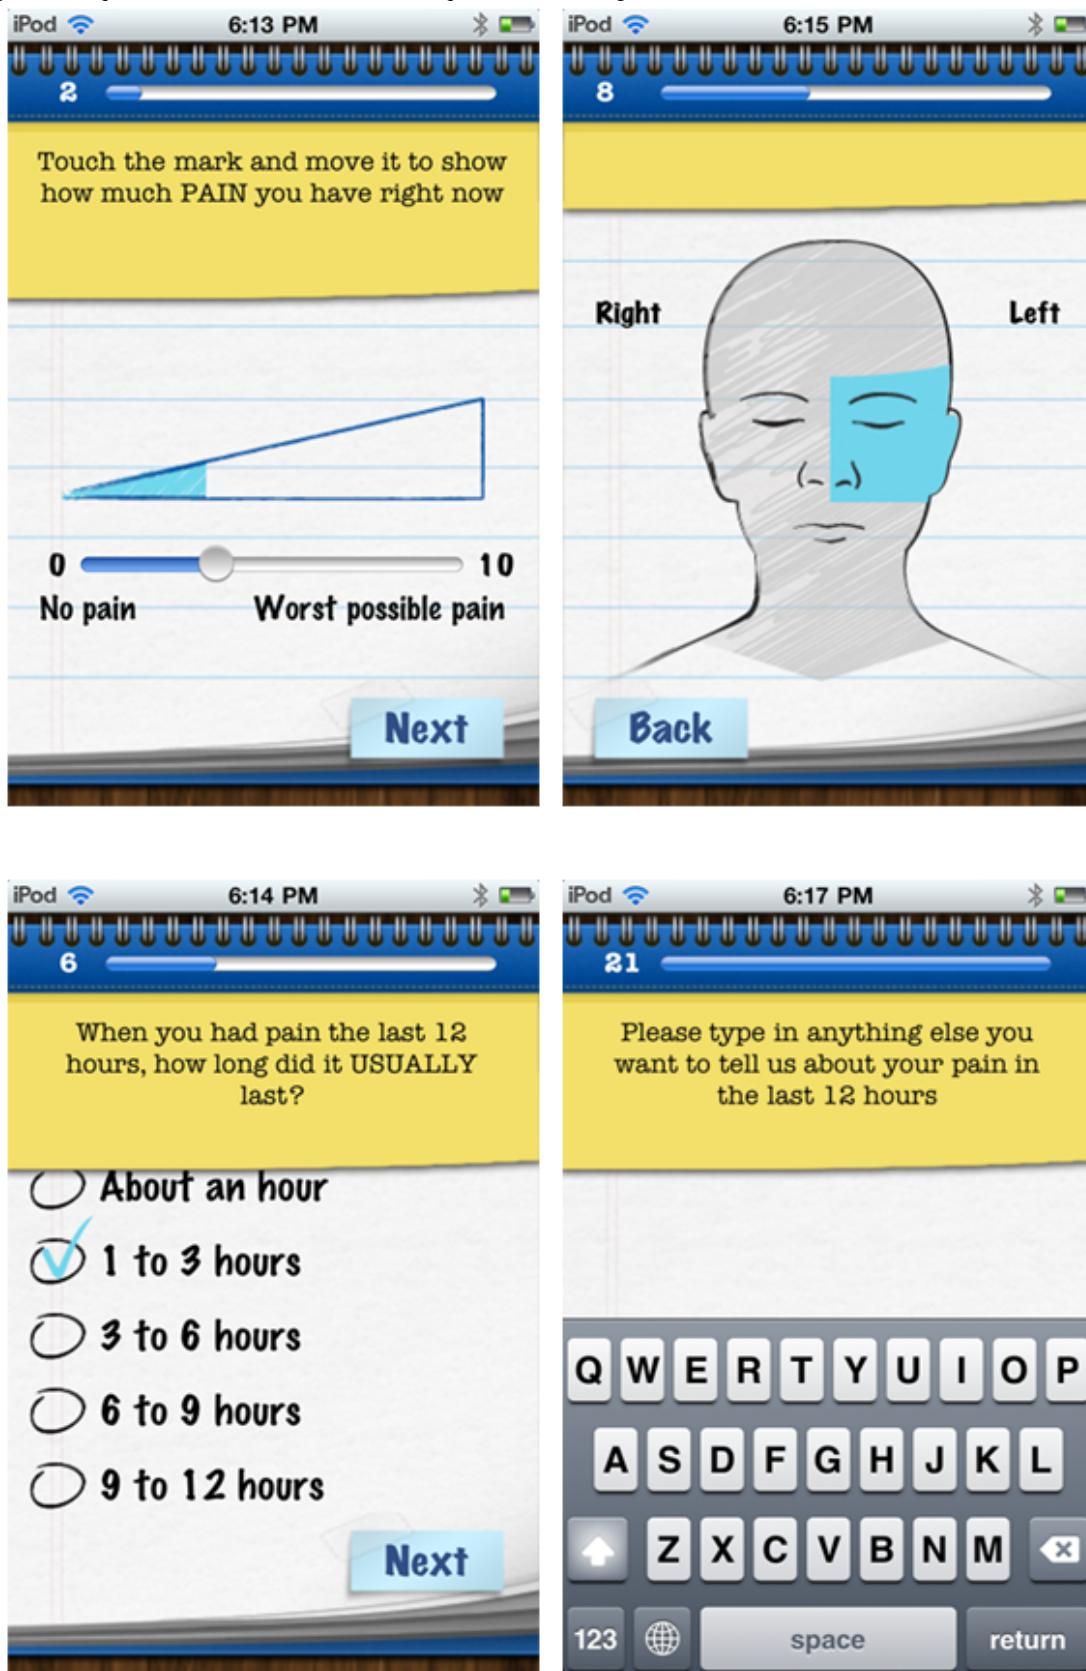 iPod 6:13 PM
2
Touch the mark and move it to show
how much PAIN you have right now
0 10
No pain Worst possible pain
Next
iPod 6:15 PM
8
Right Left
Back
iPod 6:14 PM
6
When you had pain the last 12
hours, how long did it USUALLY
last?
About an hour
1 to 3 hours
3 to 6 hours
6 to 9 hours
9 to 12 hours
Next
iPod 6:17 PM
21
Please type in anything else you
want to tell us about your pain in
the last 12 hours
Q W E R T Y U I O P
A S D F G H J K L
Z X C V B N M
123 space return